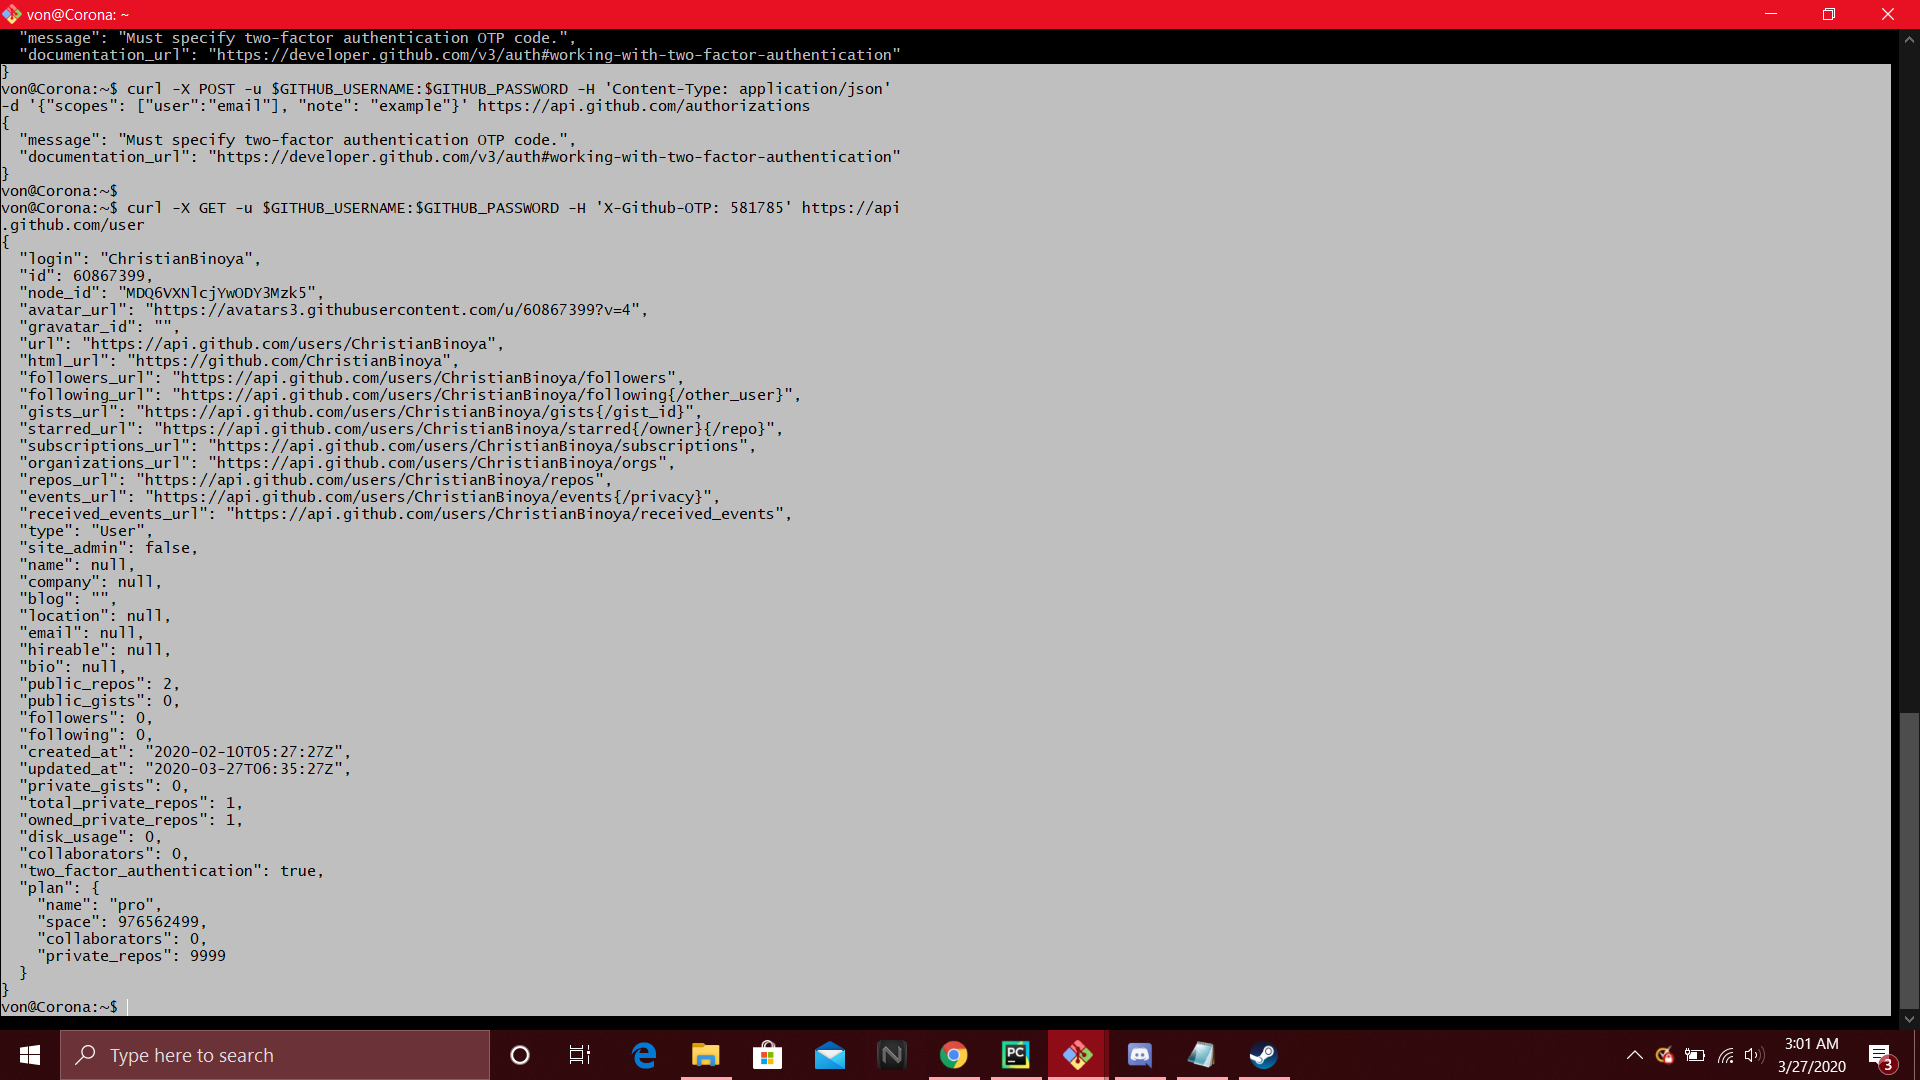 von@Corona: ~
"message": "Must specify two-factor authentication OTP code.",
"documentation_url": "https://developer.github.com/v3/auth#working-with-two-factor-authentication"
}
von@Corona:~$ curl -X POST -u $GITHUB_USERNAME:$GITHUB_PASSWORD -H 'Content-Type: application/json'
-d '{"scopes": ["user":"email"], "note": "example"}' https://api.github.com/authorizations
{
"message": "Must specify two-factor authentication OTP code.",
"documentation_url": "https://developer.github.com/v3/auth#working-with-two-factor-authentication"
}
von@Corona:~$
von@Corona:~$ curl -X GET -u $GITHUB_USERNAME:$GITHUB_PASSWORD -H 'X-Github-OTP: 581785' https://api
.github.com/user
{
"login": "ChristianBinoya",
"id": 60867399,
"node_id": "MDQ6VXNlcjYwODY3Mzk5",
"avatar_url": "https://avatars3.githubusercontent.com/u/60867399?v=4",
"gravatar_id": "",
"url": "https://api.github.com/users/ChristianBinoya",
"html_url": "https://github.com/ChristianBinoya",
"followers_url": "https://api.github.com/users/ChristianBinoya/followers",
"following_url": "https://api.github.com/users/ChristianBinoya/following{/other_user}",
"gists_url": "https://api.github.com/users/ChristianBinoya/gists{/gist_id}",
"starred_url": "https://api.github.com/users/ChristianBinoya/starred{/owner}{/repo}",
"subscriptions_url": "https://api.github.com/users/ChristianBinoya/subscriptions",
"organizations_url": "https://api.github.com/users/ChristianBinoya/orgs",
"repos_url": "https://api.github.com/users/ChristianBinoya/repos",
"events_url": "https://api.github.com/users/ChristianBinoya/events{/privacy}",
"received_events_url": "https://api.github.com/users/ChristianBinoya/received_events",
"type": "User",
"site_admin": false,
"name": null,
"company": null,
"blog": "",
"location": null,
"email": null,
"hireable": null,
"bio": null,
"public_repos": 2,
"public_gists": 0,
"followers": 0,
"following": 0,
"created_at": "2020-02-10T05:27:27Z",
"updated_at": "2020-03-27T06:35:27Z",
"private_gists": 0,
"total_private_repos": 1,
"owned_private_repos": 1,
"disk_usage": 0,
"collaborators": 0,
"two_factor_authentication": true,
"plan": {
"name": "pro",
"space": 976562499,
"collaborators": 0,
"private_repos": 9999
}
}
von@Corona:~$
Type here to search
PC
3:01 AM
3/27/2020
3